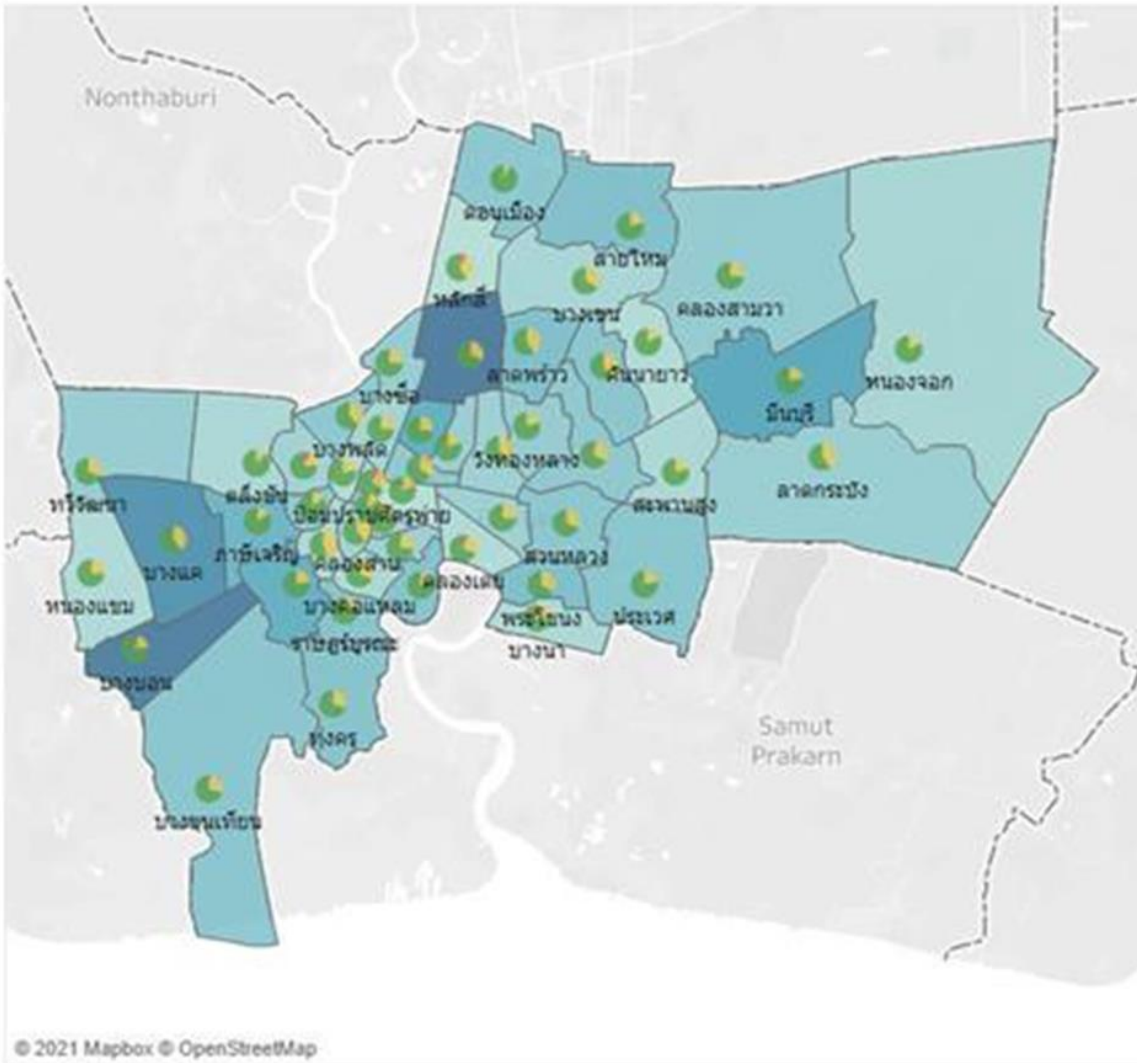 Nonthaburi
ดอนเมือง
สายไหม
หลักสี่
บางเขน
คลองสามวา
ลาดพร้าว
คันนายาว
หนองจอก
บางซื่อ
มีนบุรี
บางพลัด
วังทองหลาง
ลาดกระบัง
ทวีวัฒนา
ตลิ่งชัน
สะพานสูง
ป้อมปราบศัตรูพ่าย
ภาษีเจริญ
สวนหลวง
บางแค
คลองสาน
คลองเตย
หนองแขม
บางคอแหลม
พระโขนง
ประเวศ
ราษฎร์บูรณะ
บางนา
บางบอน
ทุ่งครุ
Samut
Prakarn
บางขุนเทียน
© 2021 Mapbox © OpenStreetMap